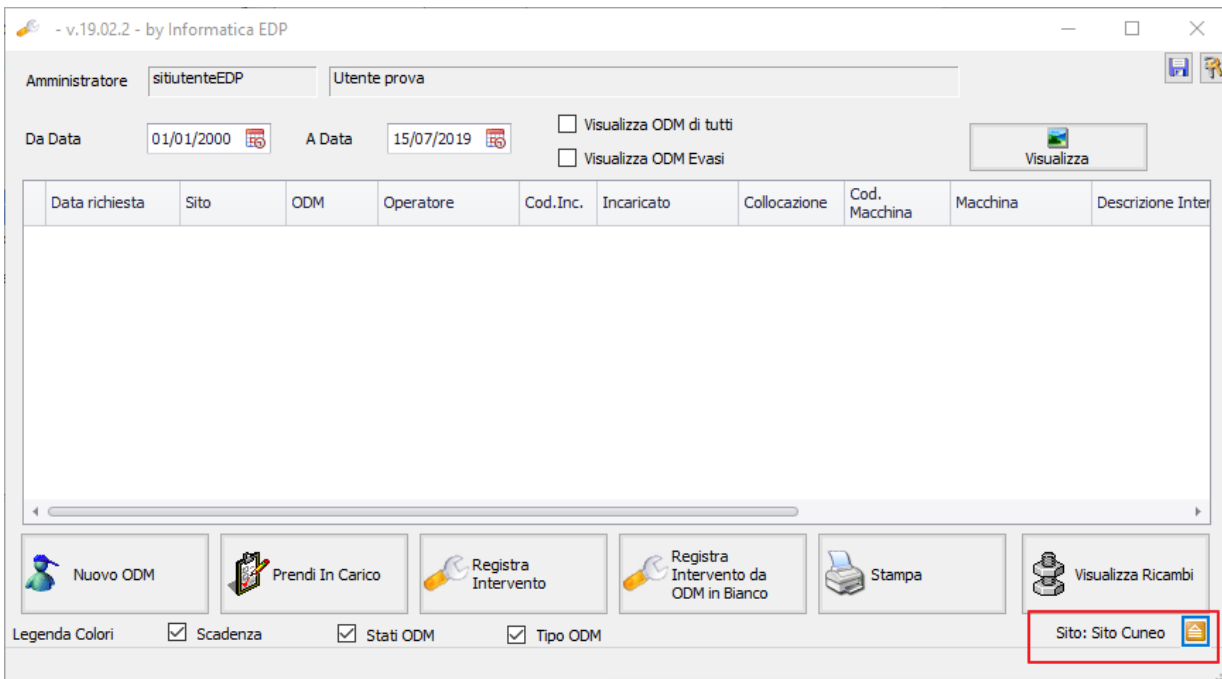 - v.19.02.2 - by Informatica EDP
Amministratore sitiutenteEDP Utente prova
Da Data 01/01/2000 A Data 15/07/2019
Visualizza ODM di tutti
Visualizza ODM Evasi
Visualizza
Data richiesta Sito ODM Operatore Cod.Inc. Incaricato Collocazione Cod. Macchina Macchina Descrizione Inter
Nuovo ODM
Prendi In Carico
Registra
Intervento
Registra
Intervento da
ODM in Bianco
Stampa
Visualizza Ricambi
Legenda Colori Scadenza Stati ODM Tipo ODM Sito: Sito Cuneo